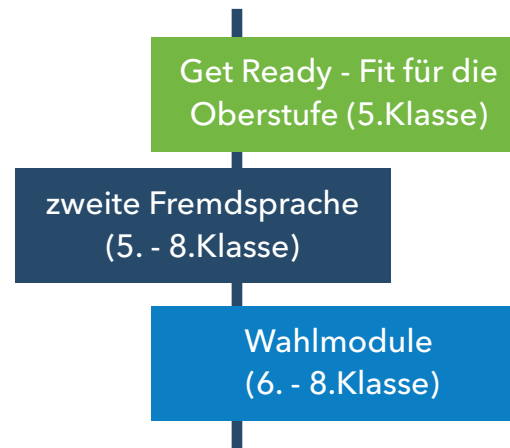 Get Ready - Fit für die
Oberstufe (5.Klasse)
zweite Fremdsprache
(5. - 8.Klasse)
Wahlmodule
(6. - 8.Klasse)